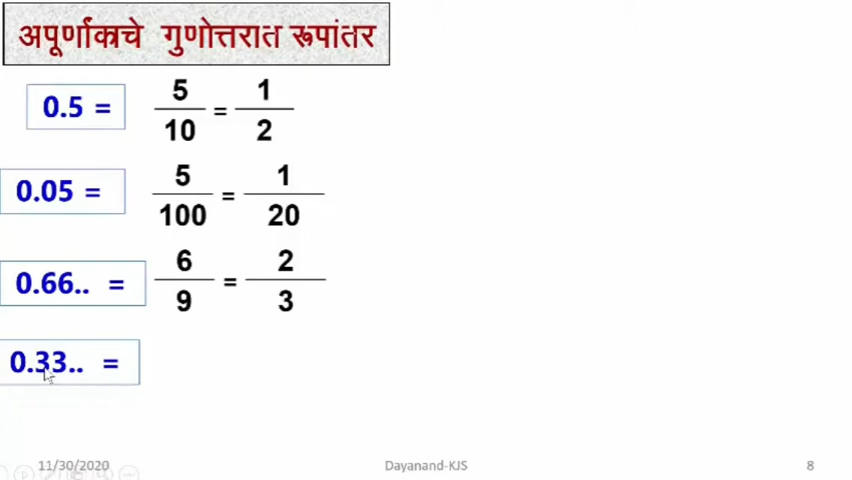 अपूर्णांकाचे गुणोत्तरात रूपांतर
0.5 = 5/10 = 1/2
0.05 = 5/100 = 1/20
0.66.. = 6/9 = 2/3
0.33.. =
11/30/2020 Dayanand-KJS 8